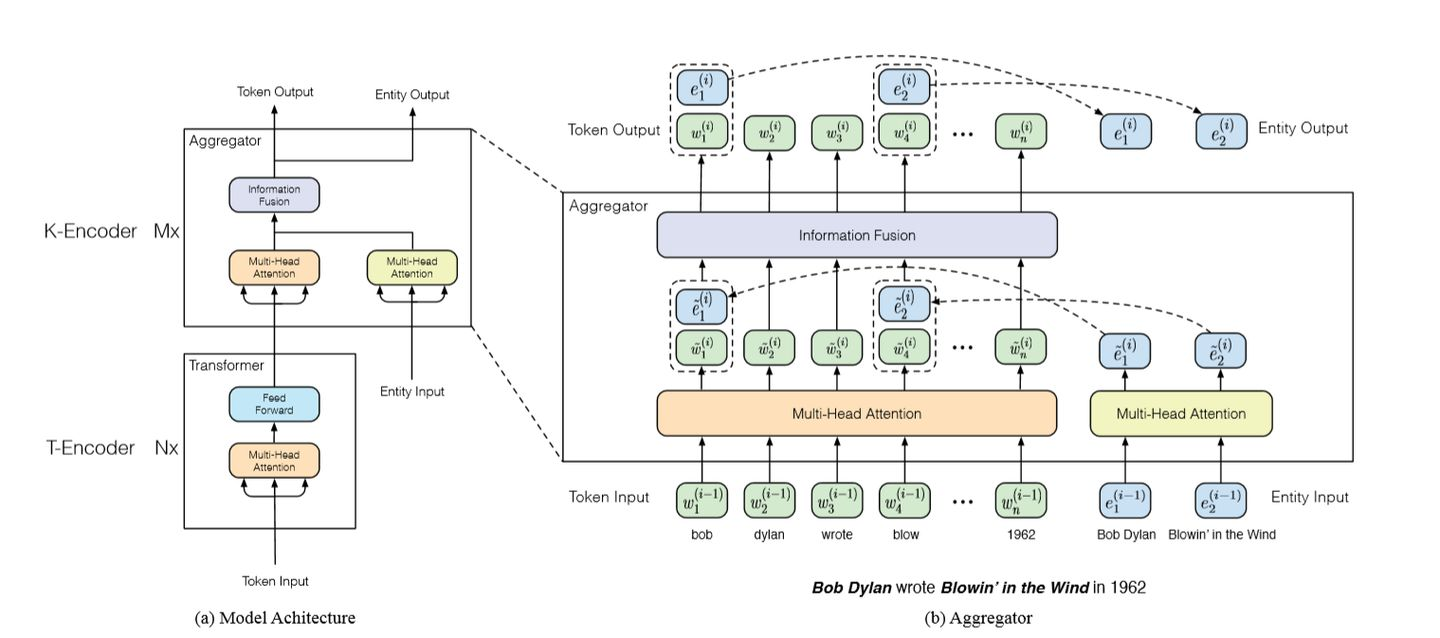 Token Output
Entity Output
Aggregator
Information
Fusion
K-Encoder Mx
Multi-Head
Attention
Multi-Head
Attention
Transformer
Entity Input
Feed
Forward
T-Encoder Nx
Multi-Head
Attention
Token Input
(a) Model Achitecture
e₁⁽ⁱ⁾ e₂⁽ⁱ⁾
Token Output w₁⁽ⁱ⁾ w₂⁽ⁱ⁾ w₃⁽ⁱ⁾ w₄⁽ⁱ⁾ ... wₙ⁽ⁱ⁾ e₁⁽ⁱ⁾ e₂⁽ⁱ⁾ Entity Output
Aggregator
Information Fusion
ẽ₁⁽ⁱ⁾ ẽ₂⁽ⁱ⁾
w̃₁⁽ⁱ⁾ w̃₂⁽ⁱ⁾ w̃₃⁽ⁱ⁾ w̃₄⁽ⁱ⁾ ... w̃ₙ⁽ⁱ⁾ ẽ₁⁽ⁱ⁾ ẽ₂⁽ⁱ⁾
Multi-Head Attention Multi-Head Attention
Token Input w₁⁽ⁱ⁻¹⁾ w₂⁽ⁱ⁻¹⁾ w₃⁽ⁱ⁻¹⁾ w₄⁽ⁱ⁻¹⁾ ... wₙ⁽ⁱ⁻¹⁾ e₁⁽ⁱ⁻¹⁾ e₂⁽ⁱ⁻¹⁾ Entity Input
bob dylan wrote blow 1962 Bob Dylan Blowin’ in the Wind
Bob Dylan wrote Blowin’ in the Wind in 1962
(b) Aggregator